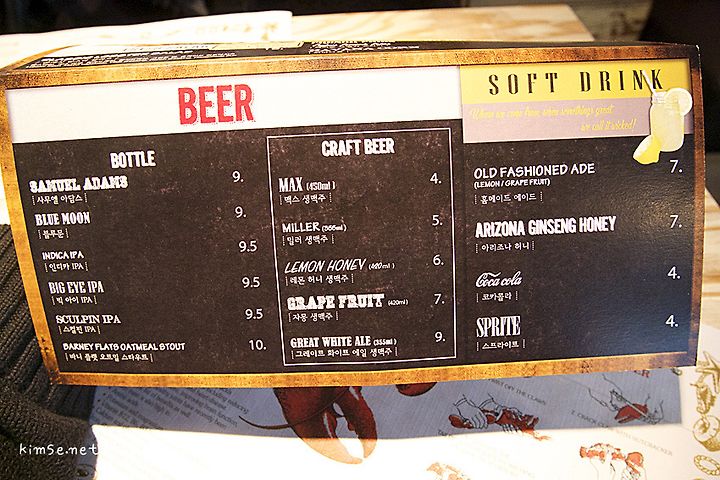 BEER
BOTTLE
SAMUEL ADAMS 9.
사무엘 아담스
BLUE MOON 9.
블루문
INDICA IPA 9.5
인디카 IPA
BIG EYE IPA 9.5
빅 아이 IPA
SCULPIN IPA 9.5
스컬핀 IPA
BARNEY FLATS OATMEAL STOUT 10.
바니 플랫 오트밀 스타우트
CRAFT BEER
MAX (450ml) 4.
맥스 생맥주
MILLER (355ml) 5.
밀러 생맥주
LEMON HONEY (420ml) 6.
레몬 허니 생맥주
GRAPE FRUIT (420ml) 7.
자몽 생맥주
GREAT WHITE ALE (355ml) 9.
그레이트 화이트 에일 생맥주
SOFT DRINK
When we come from, when something's great
we call it wicked!
OLD FASHIONED ADE 7.
(LEMON / GRAPE FRUIT)
홈메이드 에이드
ARIZONA GINSENG HONEY 7.
아리조나 허니
Coca cola 4.
코카콜라
SPRITE 4.
스프라이트
kimSe.net